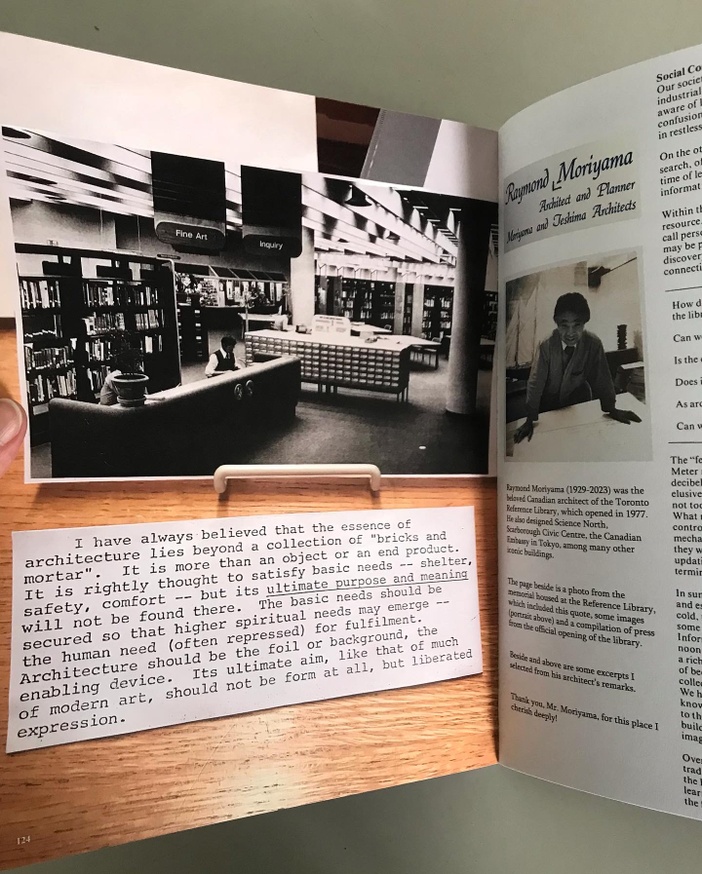 Fine Art
Inquiry
I have always believed that the essence of
architecture lies beyond a collection of "bricks and
mortar". It is more than an object or an end product.
It is rightly thought to satisfy basic needs -- shelter,
safety, comfort -- but its ultimate purpose and meaning
will not be found there. The basic needs should be
secured so that higher spiritual needs may emerge --
the human need (often repressed) for fulfilment.
Architecture should be the foil or background, the
enabling device. Its ultimate aim, like that of much
of modern art, should not be form at all, but liberated
expression.
124
Raymond Moriyama
Architect and Planner
Moriyama and Teshima Architects
Raymond Moriyama (1929-2023) was the
beloved Canadian architect of the Toronto
Reference Library, which opened in 1977.
He also designed Science North,
Scarborough Civic Centre, the Canadian
Embassy in Tokyo, among many other
iconic buildings.
The page beside is a photo from the
memorial housed at the Reference Library,
which included this quote, some images
(portrait above) and a compilation of press
from the official opening of the library.
Beside and above are some excerpts I
selected from his architect's remarks.
Thank you, Mr. Moriyama, for this place I
cherish deeply!
Social Co
Our socie
industrial
aware of l
confusion
in restless
On the ot
search, of
time of le
informat
Within th
resource.
call perso
may be p
discover
connecti
How d
the libr
Can we
Is the
Does i
As arc
Can v
The "fe
Meter
decibel
elusive
not too
What
contro
mecha
they w
updati
termin
In sum
and es
cold,
some
Infor
noon
a rich
of be
colle
We h
know
to th
build
imag
Over
trad
the
lear
the